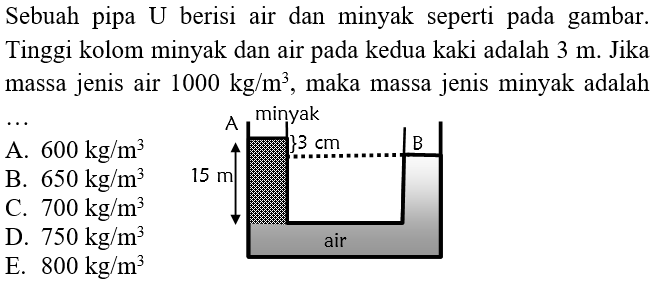 Sebuah pipa U berisi air dan minyak seperti pada gambar.
Tinggi kolom minyak dan air pada kedua kaki adalah 3 m. Jika
massa jenis air 1000 kg/m³, maka massa jenis minyak adalah
...
A. 600 kg/m³
B. 650 kg/m³
C. 700 kg/m³
D. 750 kg/m³
E. 800 kg/m³
minyak
A
}3 cm
B
15 m
air